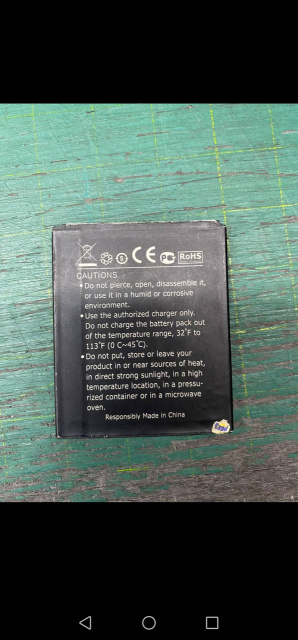 CE RoHS
CAUTIONS
•Do not pierce, open, disassemble it,
or use it in a humid or corrosive
environment.
•Use the authorized charger only.
Do not charge the battery pack out
of the temperature range, 32°F to
113°F (0 C~45°C).
•Do not put, store or leave your
product in or near sources of heat,
in direct strong sunlight, in a high
temperature location, in a pressu-
rized container or in a microwave
oven.
Responsibly Made in China